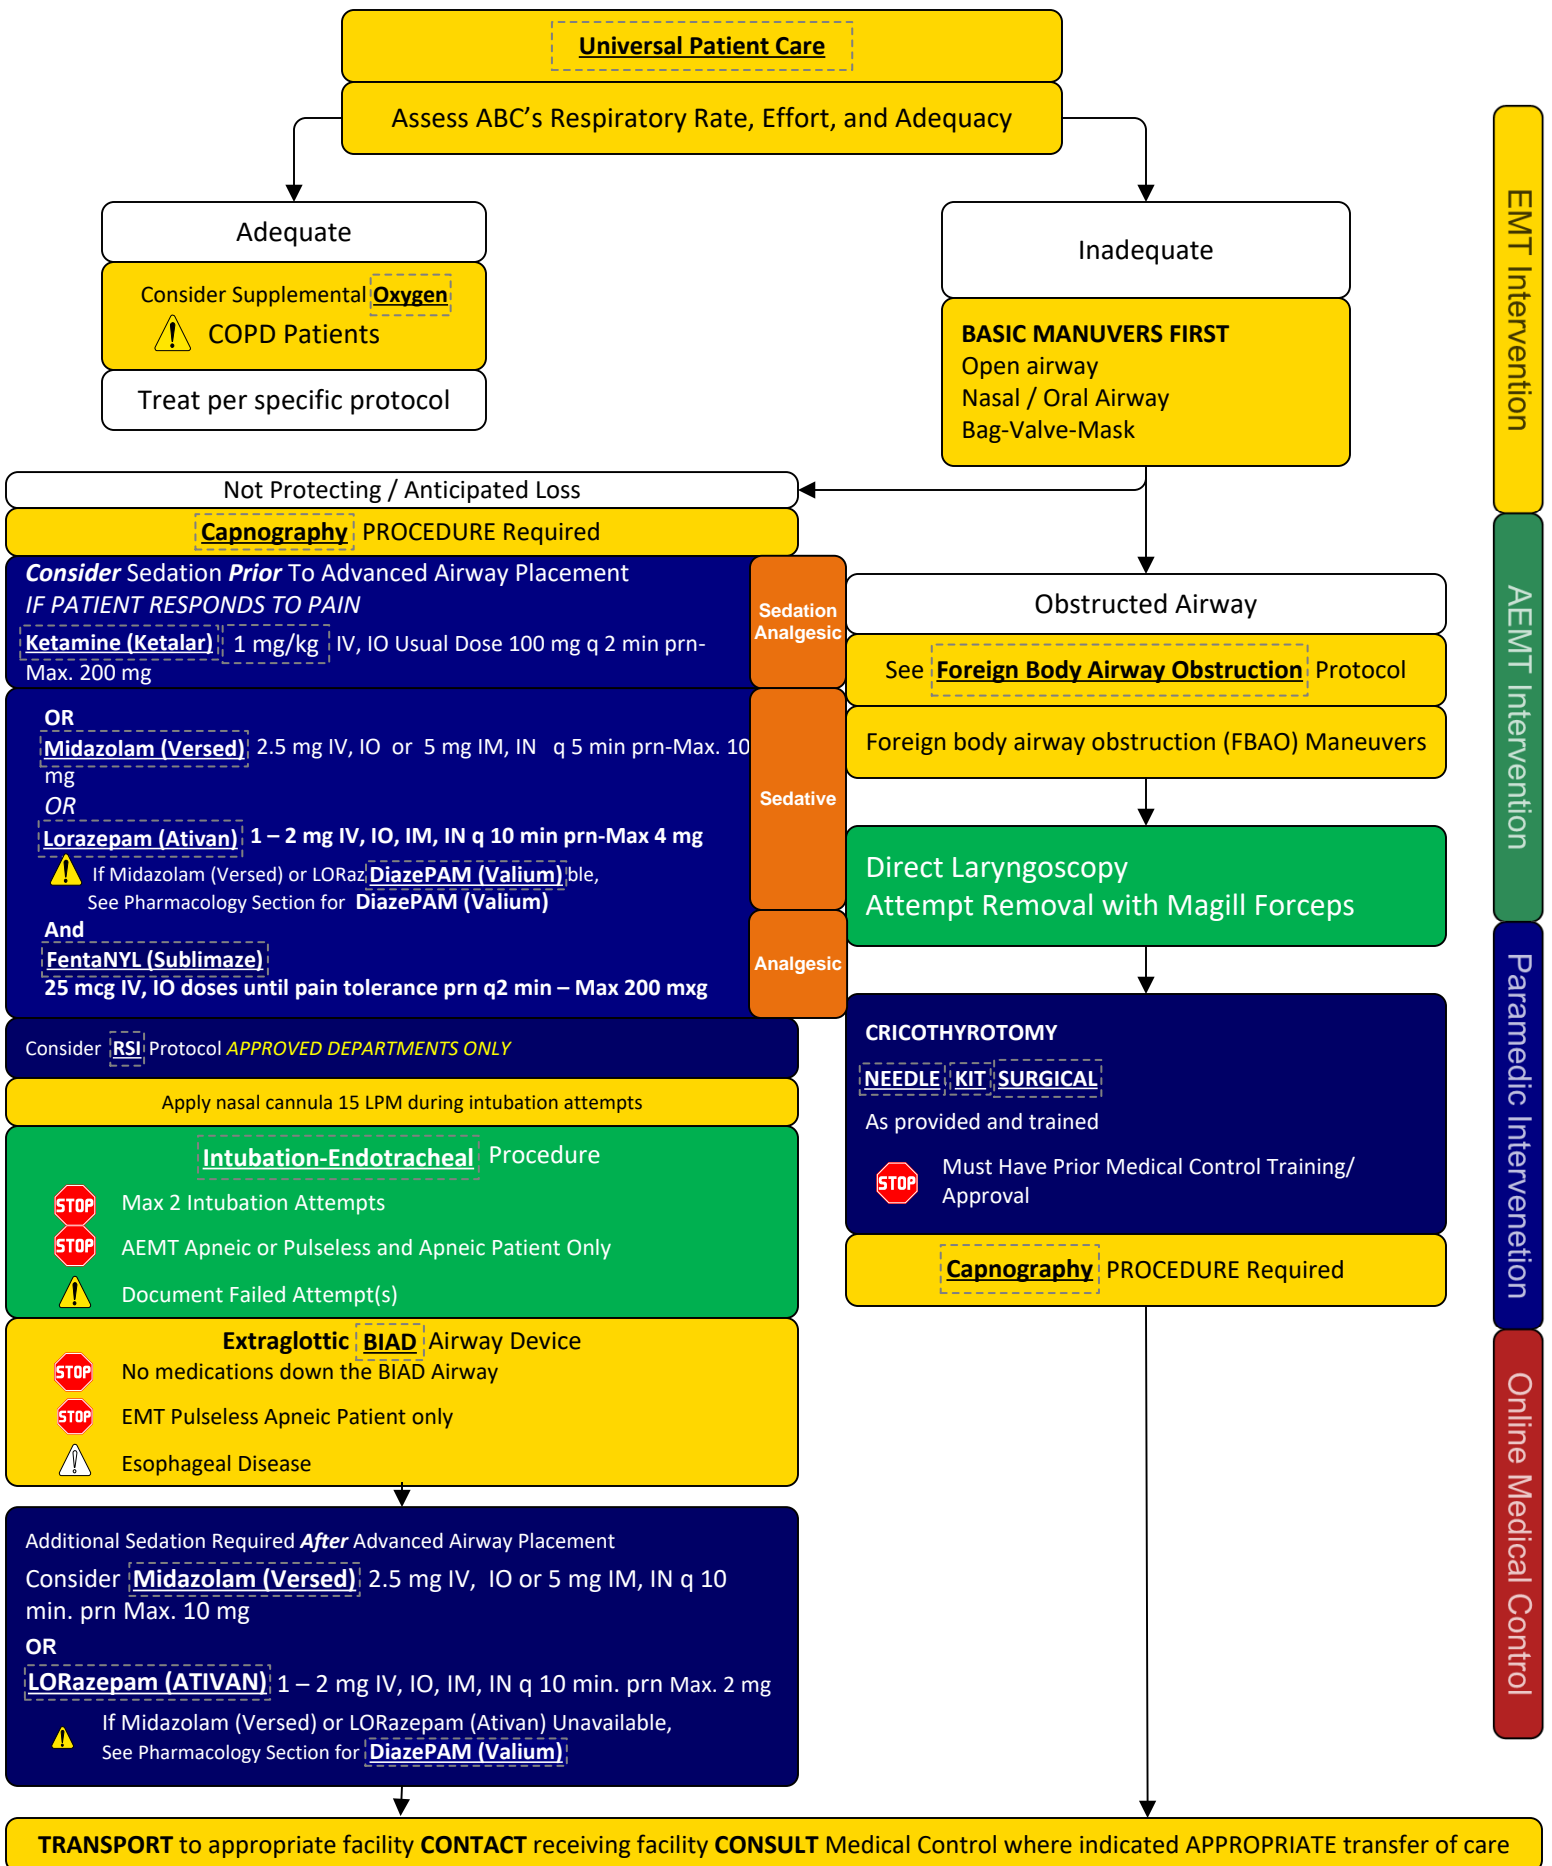 Universal Patient Care
Assess ABC's Respiratory Rate, Effort, and Adequacy
Adequate
Consider Supplemental Oxygen
COPD Patients
Treat per specific protocol
Inadequate
BASIC MANUVERS FIRST
Open airway
Nasal / Oral Airway
Bag-Valve-Mask
Not Protecting / Anticipated Loss
Capnography PROCEDURE Required
Consider Sedation Prior To Advanced Airway Placement
IF PATIENT RESPONDS TO PAIN
Ketamine (Ketalar) 1 mg/kg IV, IO Usual Dose 100 mg q 2 min prn-
Max. 200 mg
Sedation
Analgesic
OR
Midazolam (Versed) 2.5 mg IV, IO or 5 mg IM, IN q 5 min prn-Max. 10
mg
OR
Lorazepam (Ativan) 1 – 2 mg IV, IO, IM, IN q 10 min prn-Max 4 mg
If Midazolam (Versed) or LORaz DiazePAM (Valium) ble,
See Pharmacology Section for DiazePAM (Valium)
Sedative
And
FentaNYL (Sublimaze)
25 mcg IV, IO doses until pain tolerance prn q2 min – Max 200 mxg
Analgesic
Consider RSI Protocol APPROVED DEPARTMENTS ONLY
Apply nasal cannula 15 LPM during intubation attempts
Intubation-Endotracheal Procedure
STOP Max 2 Intubation Attempts
STOP AEMT Apneic or Pulseless and Apneic Patient Only
Document Failed Attempt(s)
Extraglottic BIAD Airway Device
STOP No medications down the BIAD Airway
STOP EMT Pulseless Apneic Patient only
Esophageal Disease
Additional Sedation Required After Advanced Airway Placement
Consider Midazolam (Versed) 2.5 mg IV, IO or 5 mg IM, IN q 10
min. prn Max. 10 mg
OR
LORazepam (ATIVAN) 1 – 2 mg IV, IO, IM, IN q 10 min. prn Max. 2 mg
If Midazolam (Versed) or LORazepam (Ativan) Unavailable,
See Pharmacology Section for DiazePAM (Valium)
Obstructed Airway
See Foreign Body Airway Obstruction Protocol
Foreign body airway obstruction (FBAO) Maneuvers
Direct Laryngoscopy
Attempt Removal with Magill Forceps
CRICOTHYROTOMY
NEEDLE KIT SURGICAL
As provided and trained
STOP Must Have Prior Medical Control Training/
Approval
Capnography PROCEDURE Required
TRANSPORT to appropriate facility CONTACT receiving facility CONSULT Medical Control where indicated APPROPRIATE transfer of care
EMT Intervention
AEMT Intervention
Paramedic Intervenetion
Online Medical Control